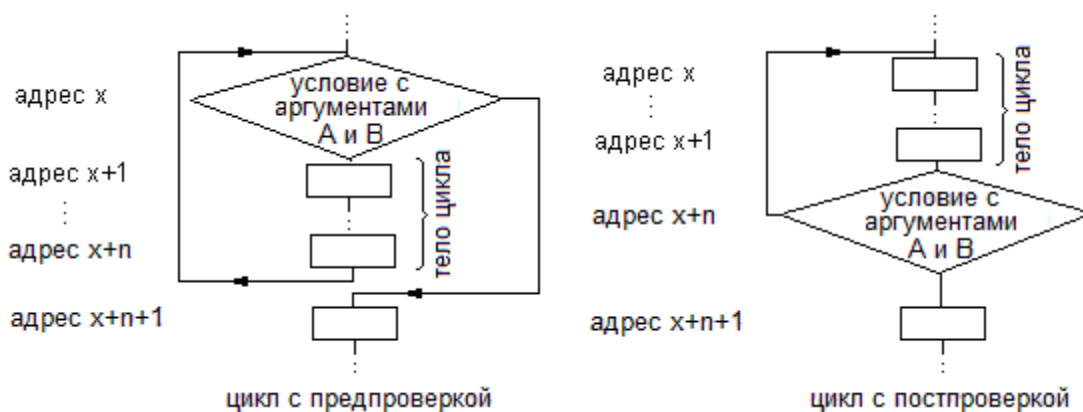 адрес x
условие с
аргументами
A и B
адрес x+1
⋮
адрес x+n
адрес x+n+1
тело цикла
цикл с предпроверкой
адрес x
⋮
адрес x+1
тело цикла
адрес x+n
условие с
аргументами
A и B
адрес x+n+1
цикл с постпроверкой